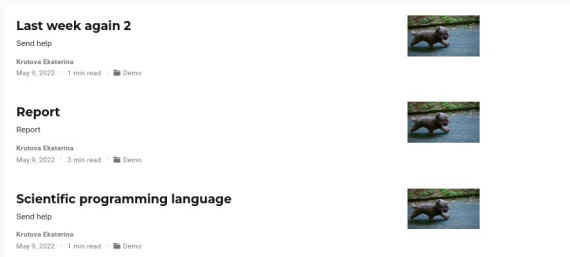 Last week again 2
Send help
Krutova Ekaterina
May 9, 2022 · 1 min read · Demo
Report
Report
Krutova Ekaterina
May 9, 2022 · 3 min read · Demo
Scientific programming language
Send help
Krutova Ekaterina
May 9, 2022 · 1 min read · Demo